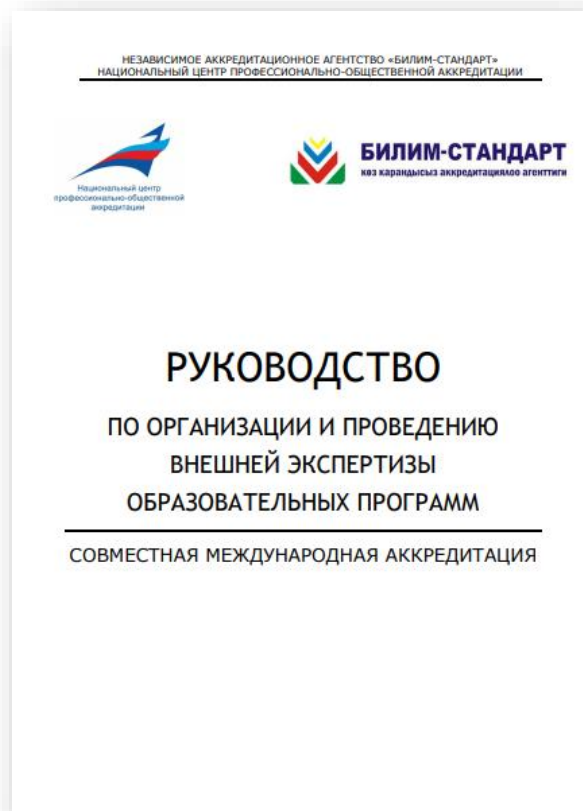 НЕЗАВИСИМОЕ АККРЕДИТАЦИОННОЕ АГЕНТСТВО «БИЛИМ-СТАНДАРТ»
НАЦИОНАЛЬНЫЙ ЦЕНТР ПРОФЕССИОНАЛЬНО-ОБЩЕСТВЕННОЙ АККРЕДИТАЦИИ
Национальный центр
профессионально-общественной
аккредитации
БИЛИМ-СТАНДАРТ
көз карандысыз аккредитациялоо агенттиги
РУКОВОДСТВО
ПО ОРГАНИЗАЦИИ И ПРОВЕДЕНИЮ
ВНЕШНЕЙ ЭКСПЕРТИЗЫ
ОБРАЗОВАТЕЛЬНЫХ ПРОГРАММ
СОВМЕСТНАЯ МЕЖДУНАРОДНАЯ АККРЕДИТАЦИЯ